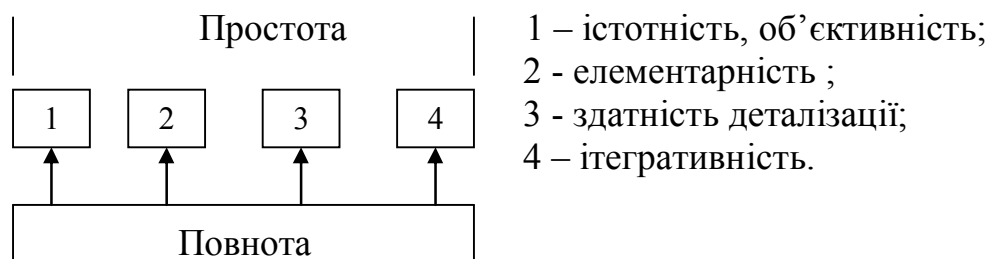 Простота
1 – істотність, об’єктивність;
2 - елементарність ;
3 - здатність деталізації;
4 – ітегративність.
1 2 3 4
Повнота